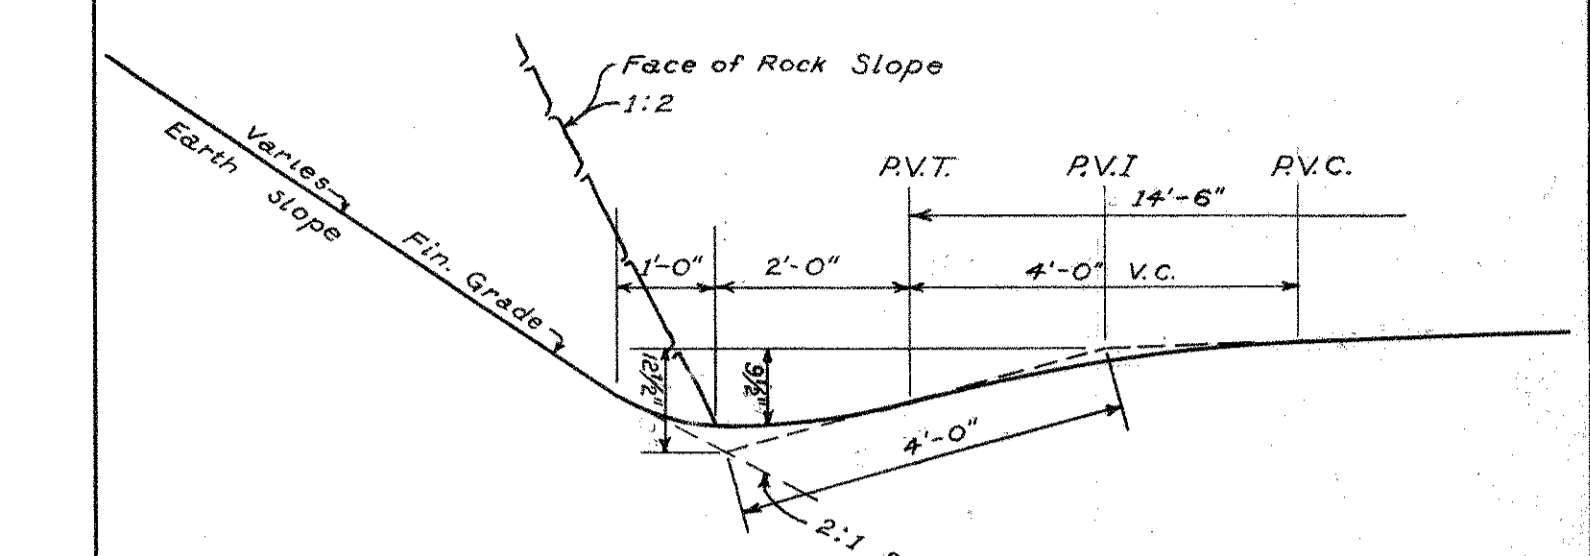 Face of Rock Slope
1:2
Varies
Earth Slope
Fin. Grade
P.V.T.
P.V.I
P.V.C.
14'-6"
1'-0"
2'-0"
4'-0" V.C.
12½"
9½"
4'-0"
2:1